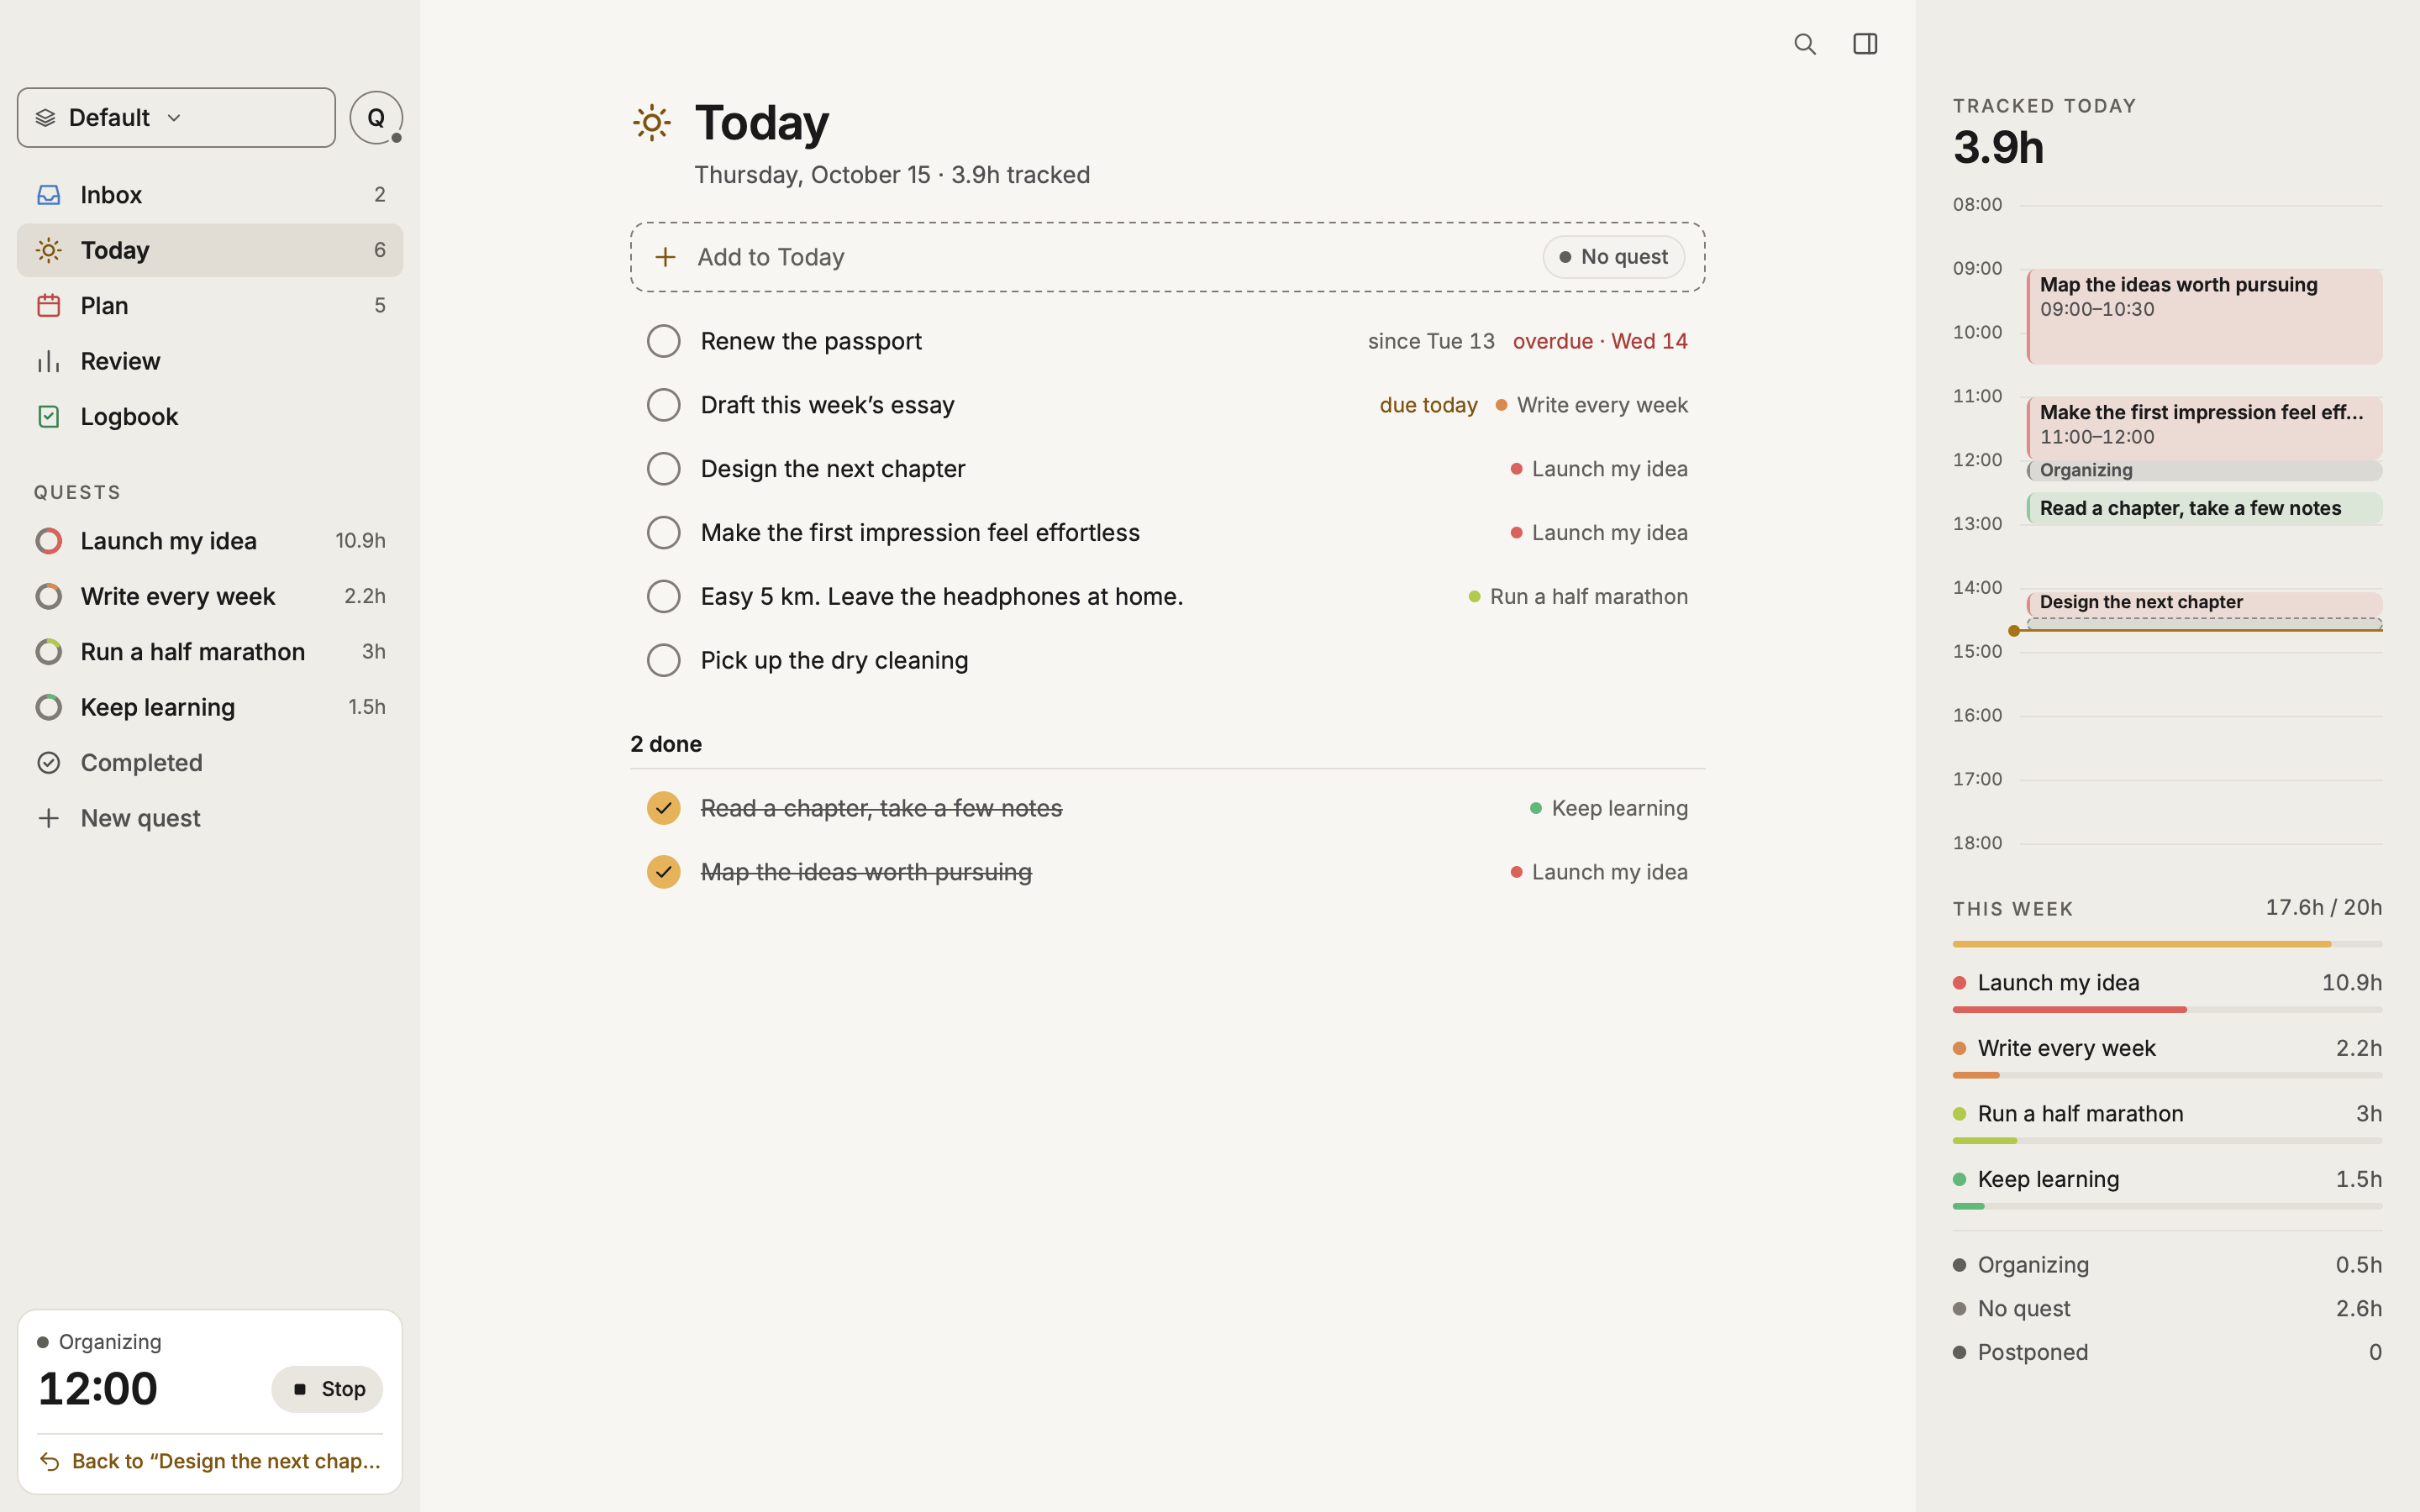 Default
Q
Inbox 2
Today 6
Plan 5
Review
Logbook
QUESTS
Launch my idea 10.9h
Write every week 2.2h
Run a half marathon 3h
Keep learning 1.5h
Completed
New quest
Organizing
12:00 Stop
Back to “Design the next chap...
Today
Thursday, October 15 · 3.9h tracked
Add to Today No quest
Renew the passport since Tue 13 overdue · Wed 14
Draft this week’s essay due today Write every week
Design the next chapter Launch my idea
Make the first impression feel effortless Launch my idea
Easy 5 km. Leave the headphones at home. Run a half marathon
Pick up the dry cleaning
2 done
Read a chapter, take a few notes Keep learning
Map the ideas worth pursuing Launch my idea
TRACKED TODAY
3.9h
08:00
09:00
Map the ideas worth pursuing
09:00–10:30
10:00
11:00
Make the first impression feel eff...
11:00–12:00
12:00
Organizing
Read a chapter, take a few notes
13:00
14:00
Design the next chapter
15:00
16:00
17:00
18:00
THIS WEEK 17.6h / 20h
Launch my idea 10.9h
Write every week 2.2h
Run a half marathon 3h
Keep learning 1.5h
Organizing 0.5h
No quest 2.6h
Postponed 0